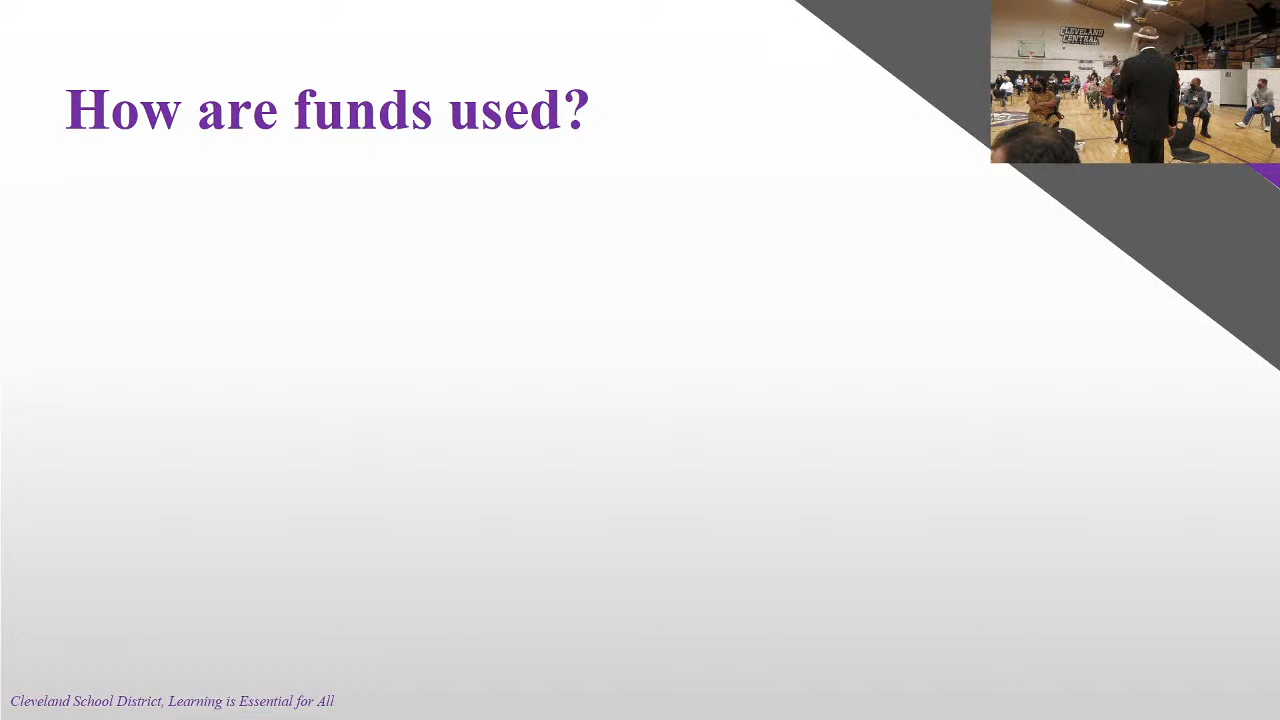 How are funds used?
CLEVELAND
CENTRAL
Cleveland School District, Learning is Essential for All